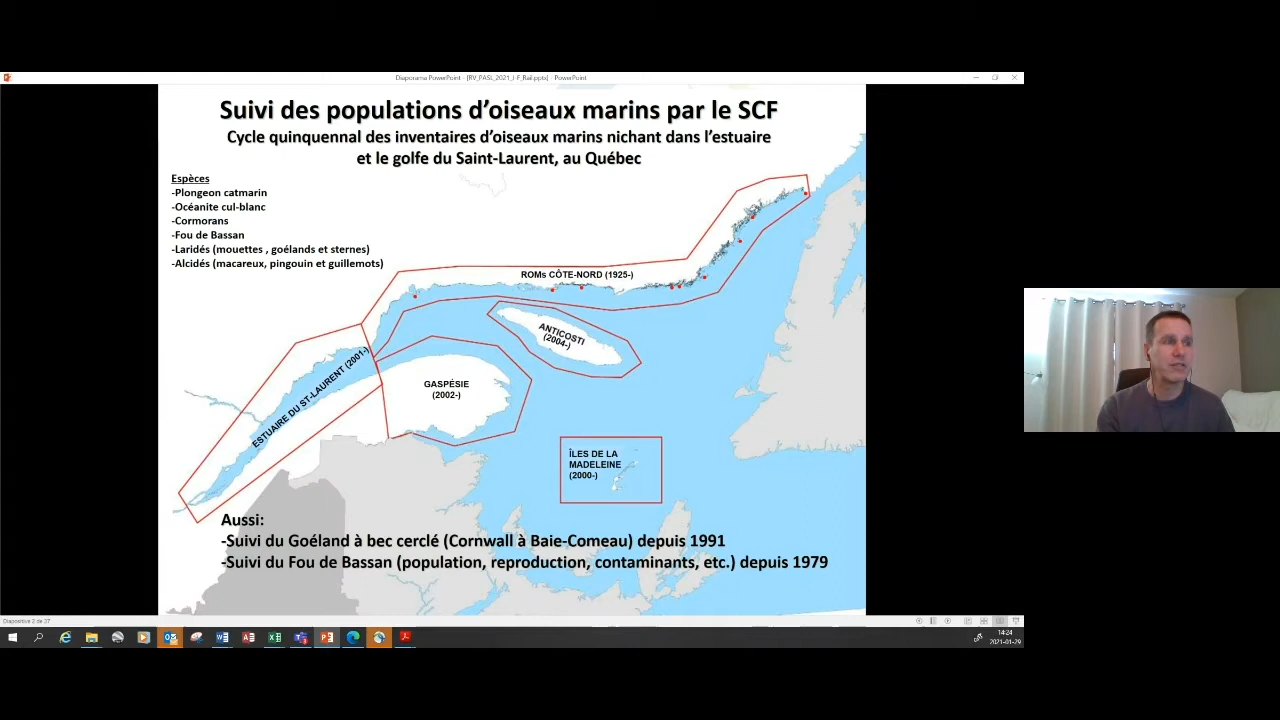 Diaporama PowerPoint - [RV_PASL_2021_J-F_Rail.pptx] - PowerPoint
Suivi des populations d'oiseaux marins par le SCF
Cycle quinquennal des inventaires d'oiseaux marins nichant dans l'estuaire
et le golfe du Saint-Laurent, au Québec
Espèces
-Plongeon catmarin
-Océanite cul-blanc
-Cormorans
-Fou de Bassan
-Laridés (mouettes , goélands et sternes)
-Alcidés (macareux, pingouin et guillemots)
ROMs CÔTE-NORD (1925-)
ANTICOSTI
(2004-)
ESTUAIRE DU ST-LAURENT (2001-)
GASPÉSIE
(2002-)
ÎLES DE LA
MADELEINE
(2000-)
Aussi:
-Suivi du Goéland à bec cerclé (Cornwall à Baie-Comeau) depuis 1991
-Suivi du Fou de Bassan (population, reproduction, contaminants, etc.) depuis 1979
Diapositive 2 de 37
14:24
2021-01-29